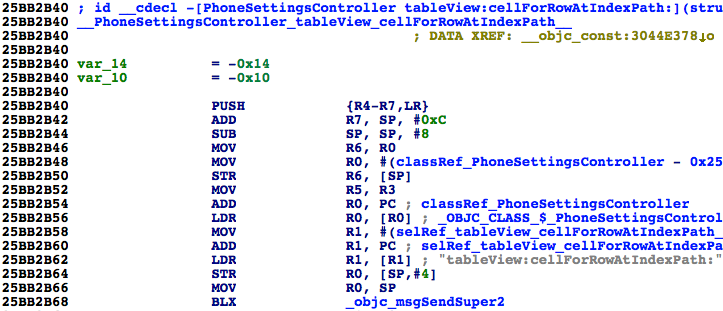 25BB2B40 ; id __cdecl -[PhoneSettingsController tableView:cellForRowAtIndexPath:](stru
25BB2B40 __PhoneSettingsController_tableView_cellForRowAtIndexPath__
25BB2B40 ; DATA XREF: __objc_const:3044E378↓o
25BB2B40
25BB2B40 var_14 = -0x14
25BB2B40 var_10 = -0x10
25BB2B40
25BB2B40 PUSH {R4-R7,LR}
25BB2B42 ADD R7, SP, #0xC
25BB2B44 SUB SP, SP, #8
25BB2B46 MOV R6, R0
25BB2B48 MOV R0, #(classRef_PhoneSettingsController - 0x25
25BB2B50 STR R6, [SP]
25BB2B52 MOV R5, R3
25BB2B54 ADD R0, PC ; classRef_PhoneSettingsController
25BB2B56 LDR R0, [R0] ; _OBJC_CLASS_$_PhoneSettingsControl
25BB2B58 MOV R1, #(selRef_tableView_cellForRowAtIndexPath_
25BB2B60 ADD R1, PC ; selRef_tableView_cellForRowAtIndexPa
25BB2B62 LDR R1, [R1] ; "tableView:cellForRowAtIndexPath:"
25BB2B64 STR R0, [SP,#4]
25BB2B66 MOV R0, SP
25BB2B68 BLX _objc_msgSendSuper2